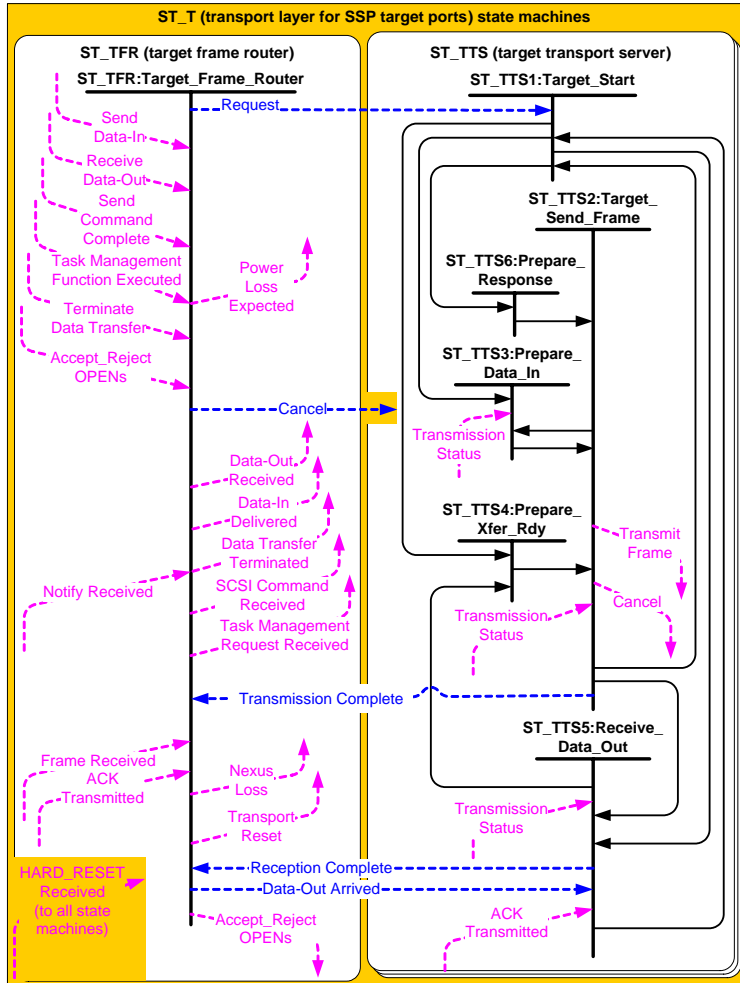 ST_T (transport layer for SSP target ports) state machines
ST_TFR (target frame router)
ST_TFR:Target_Frame_Router
Request
Send
Data-In
Receive
Data-Out
Send
Command
Complete
Task Management
Function Executed
Power
Loss
Expected
Terminate
Data Transfer
Accept_Reject
OPENs
Cancel
Data-Out
Received
Data-In
Delivered
Data Transfer
Terminated
Notify Received
SCSI Command
Received
Task Management
Request Received
Transmission Complete
Frame Received
ACK
Transmitted
Nexus
Loss
Transport
Reset
HARD_RESET
Received
(to all state
machines)
Reception Complete
Data-Out Arrived
Accept_Reject
OPENs
ST_TTS (target transport server)
ST_TTS1:Target_Start
ST_TTS2:Target_
Send_Frame
ST_TTS6:Prepare_
Response
ST_TTS3:Prepare_
Data_In
Transmission
Status
ST_TTS4:Prepare_
Xfer_Rdy
Transmit
Frame
Cancel
Transmission
Status
ST_TTS5:Receive_
Data_Out
Transmission
Status
ACK
Transmitted